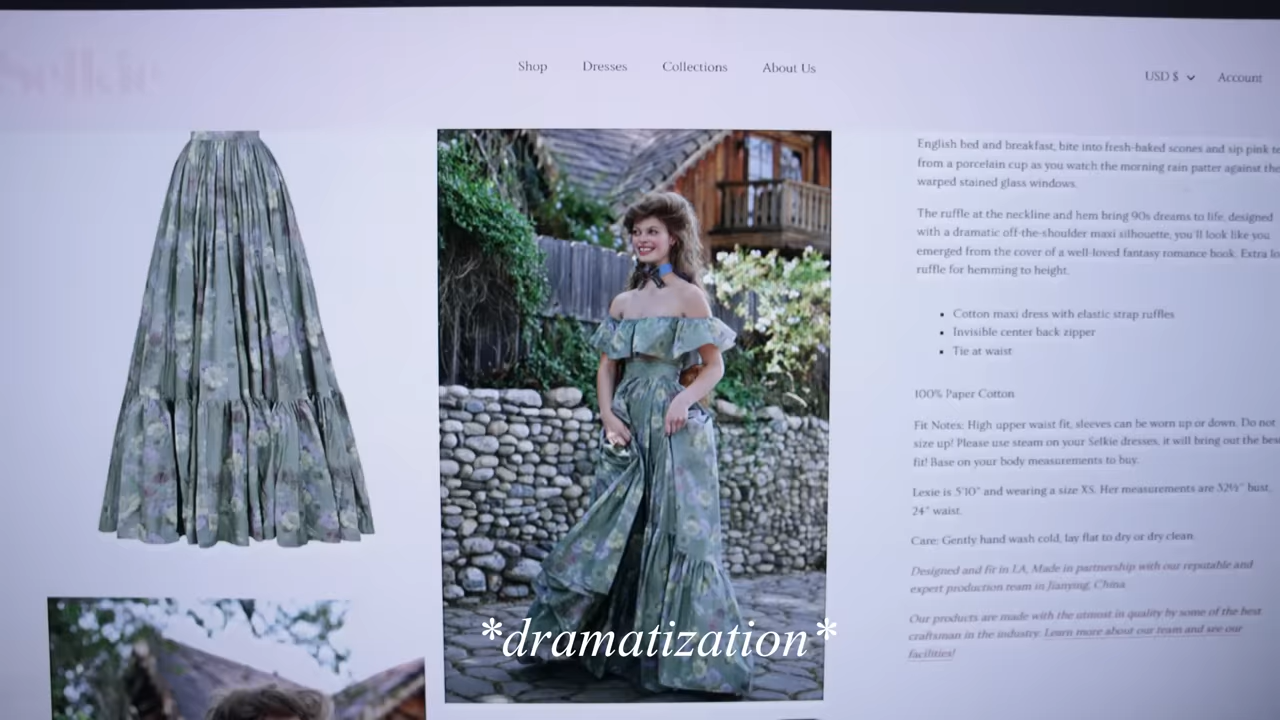 Selkie
Shop Dresses Collections About Us
USD $ Account
English bed and breakfast, bite into fresh-baked scones and sip pink
from a porcelain cup as you watch the morning rain patter against the
warped stained glass windows.
The ruffle at the neckline and hem bring 90s dreams to life, designed
with a dramatic off-the-shoulder maxi silhouette, you'll look like you
emerged from the cover of a well-loved fantasy romance book. Extra
ruffle for hemming to height.
• Cotton maxi dress with elastic strap ruffles
• Invisible center back zipper
• Tie at waist
100% Paper Cotton
Fit Notes: High upper waist fit, sleeves can be worn up or down. Do not
size up! Please use steam on your Selkie dresses, it will bring out the best
fit! Base on your body measurements to buy.
Lexie is 5'10" and wearing a size XS. Her measurements are 32½" bust,
24" waist.
Care: Gently hand wash cold, lay flat to dry or dry clean.
Designed and fit in LA, Made in partnership with our reputable and
expert production team in Jianying, China
Our products are made with the utmost in quality by some of the best
craftsman in the industry. Learn more about our team and see our
facilities!
*dramatization*